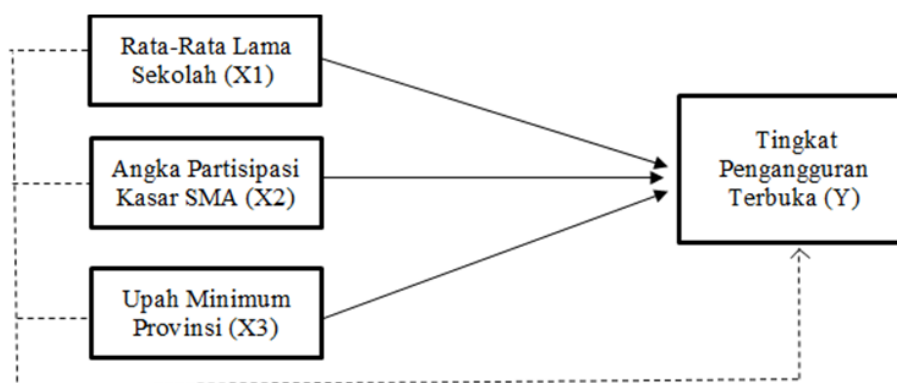 Rata-Rata Lama
Sekolah (X1)
Angka Partisipasi
Kasar SMA (X2)
Upah Minimum
Provinsi (X3)
Tingkat
Pengangguran
Terbuka (Y)